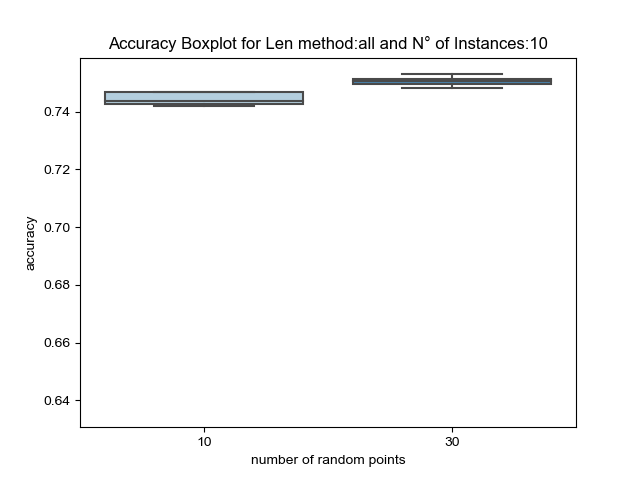 Accuracy Boxplot for Len method:all and N° of Instances:10
0.74
0.72
0.70
0.68
0.66
0.64
accuracy
10 30
number of random points